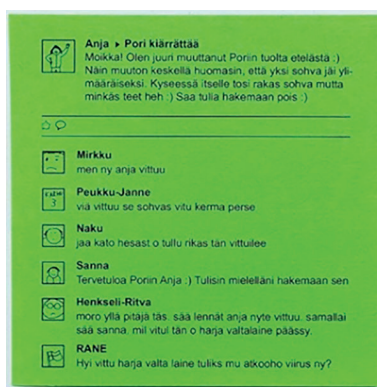 Anja ▸ Pori kiärrättää
Moikka! Olen juuri muuttanut Poriin tuolta etelästä :)
Näin muuton keskellä huomasin, että yksi sohva jäi yli-
määräiseksi. Kyseessä itselle tosi rakas sohva mutta
minkäs teet heh :) Saa tulia hakemaan pois :)
Mirkku
men ny anja vittuu
Peukku-Janne
viä vittuu se sohvas vitu kerma perse
Naku
jaa kato hesast o tullu rikas tän vittuilee
Sanna
Tervetuloa Poriin Anja :) Tulisin mielelläni hakemaan sen
Henkseli-Ritva
moro yllä pitäjä täs. sää lennät anja nyte vittuu. samallai
sää sanna. mil vitul tän o harja valtalaine päässy.
RANE
Hyi vittu harja valta laine tuliks mu atkooho viirus ny?